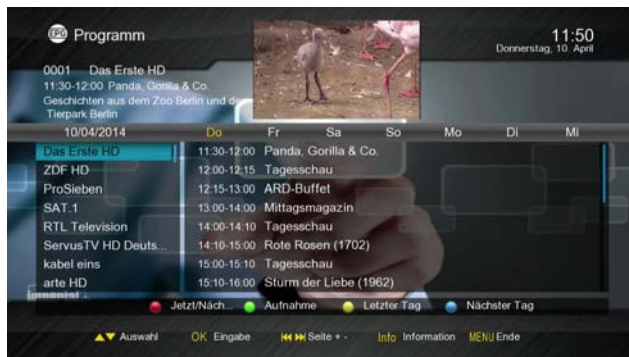 EPG Programm
11:50
Donnerstag, 10. April
0001 Das Erste HD
11:30-12:00 Panda, Gorilla & Co.
Geschichten aus dem Zoo Berlin und de
Tierpark Berlin
10/04/2014 Do Fr Sa So Mo Di Mi
Das Erste HD 11:30-12:00 Panda, Gorilla & Co.
ZDF HD 12:00-12:15 Tagesschau
ProSieben 12:15-13:00 ARD-Buffet
SAT.1 13:00-14:00 Mittagsmagazin
RTL Television 14:00-14:10 Tagesschau
ServusTV HD Deuts... 14:10-15:00 Rote Rosen (1702)
kabel eins 15:00-15:10 Tagesschau
arte HD 15:10-16:00 Sturm der Liebe (1962)
Jetzt/Näch... Aufnahme Letzter Tag Nächster Tag
Auswahl OK Eingabe Seite + - Info Information MENU Ende